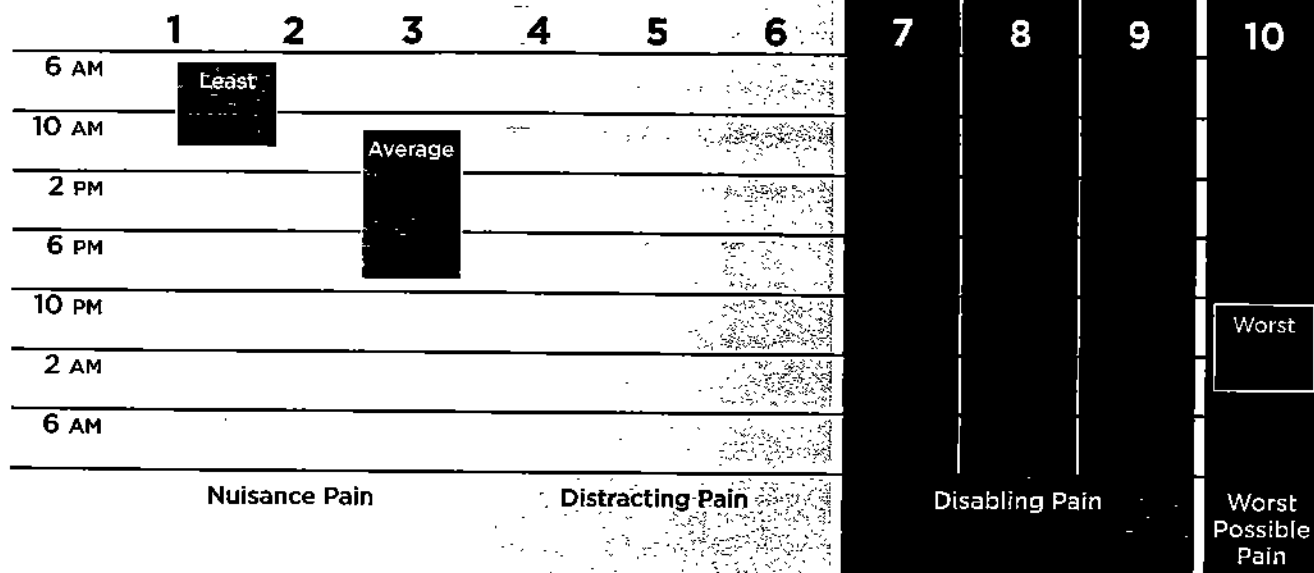 1 2 3 4 5 6 7 8 9 10
6 AM
Least
10 AM
Average
2 PM
6 PM
10 PM
Worst
2 AM
6 AM
Nuisance Pain Distracting Pain Disabling Pain Worst
Possible
Pain